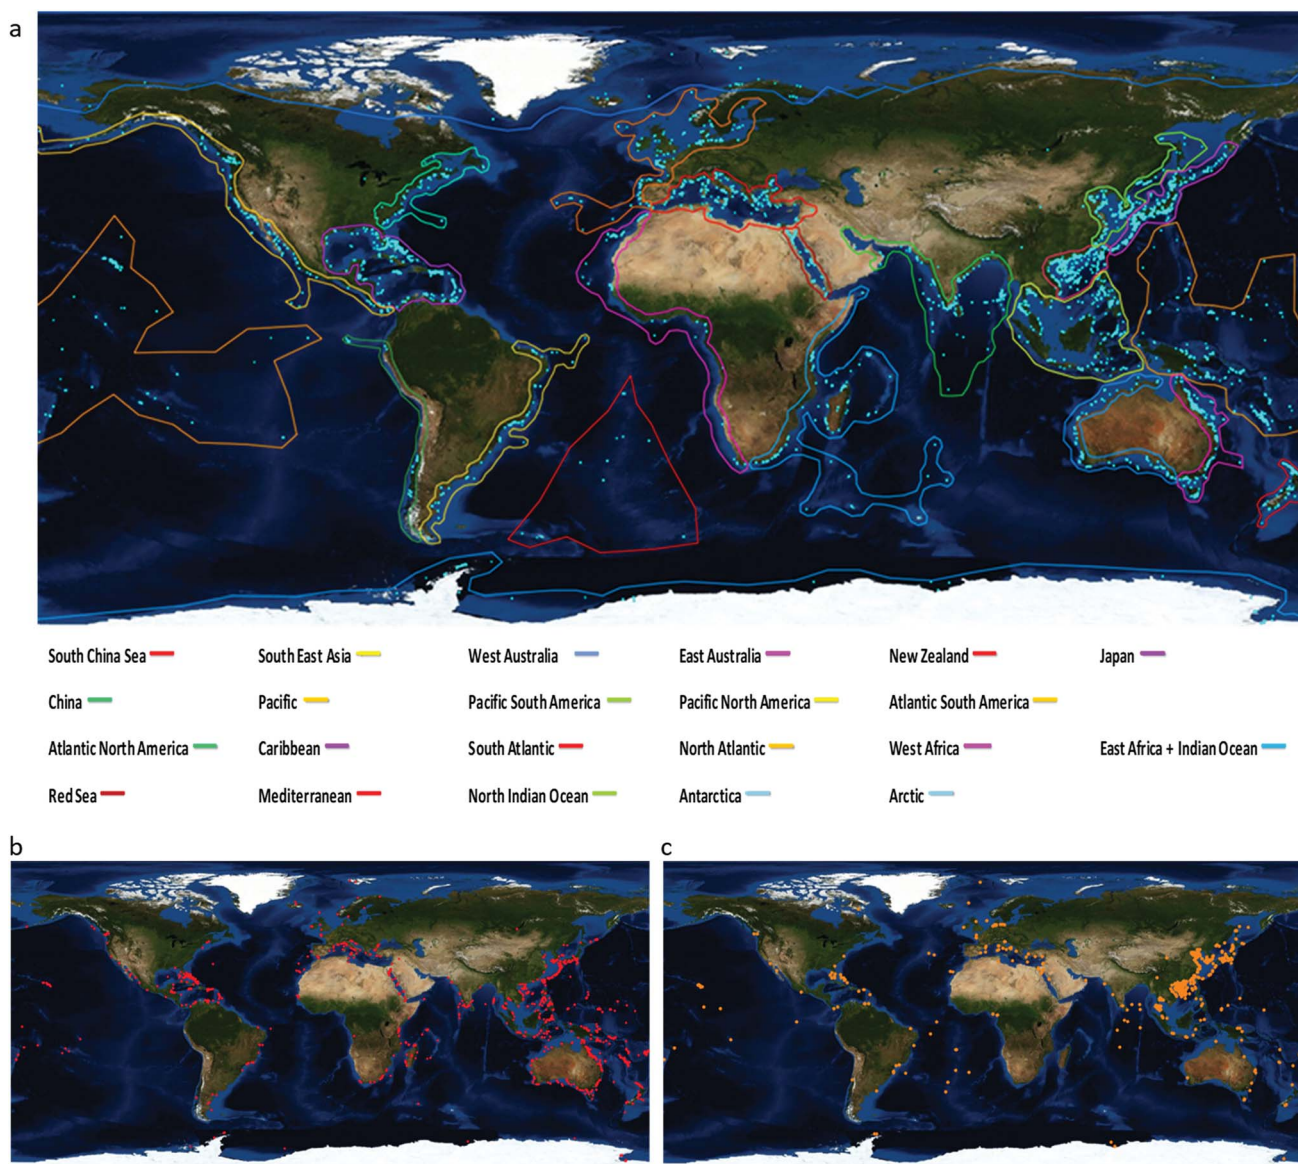 a
South China Sea South East Asia West Australia East Australia New Zealand Japan
China Pacific Pacific South America Pacific North America Atlantic South America
Atlantic North America Caribbean South Atlantic North Atlantic West Africa East Africa + Indian Ocean
Red Sea Mediterranean North Indian Ocean Antarctica Arctic
b c